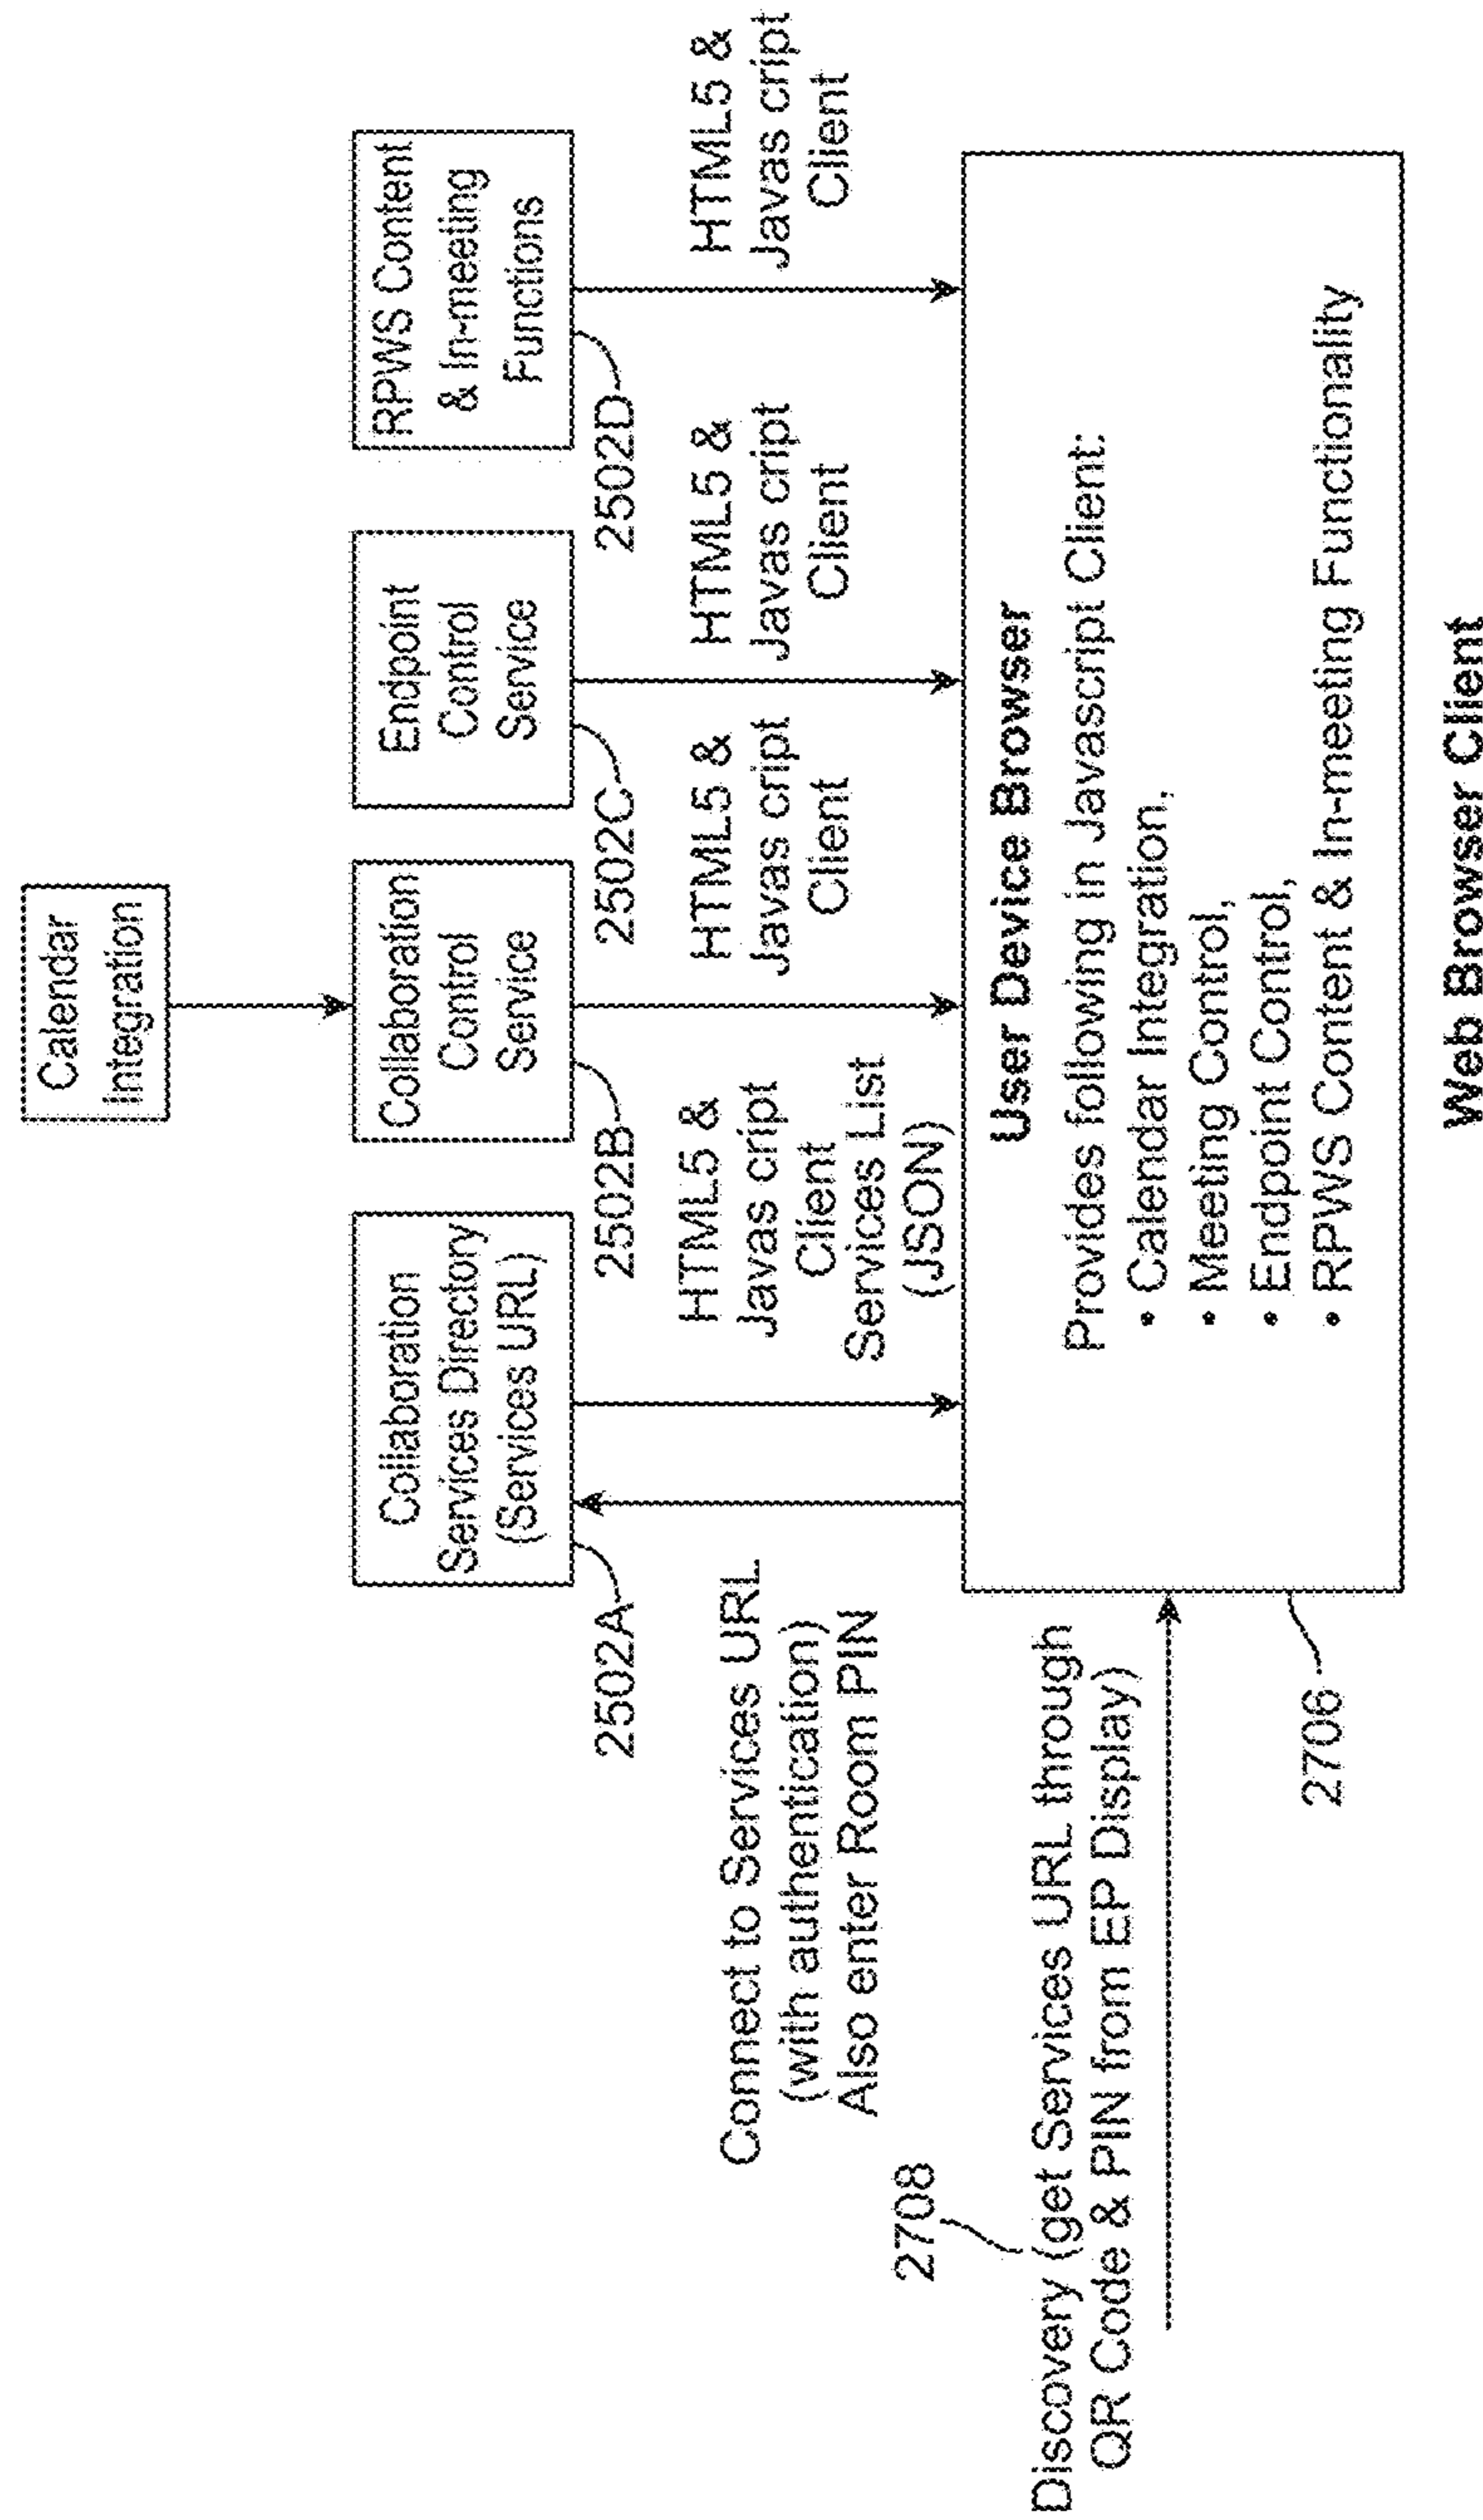 Calendar
Integration
Collaboration
Services Directory
(Services URL)
Collaboration
Control
Service
Endpoint
Control
Service
RPWS Content
& In-meeting
Functions
2502A
2502B
2502C
2502D
Connect to Services URL
(with authentication)
Also enter Room PIN
HTML5 &
Javas cript
Client
Services List
(JSON)
HTML5 &
Javas cript
Client
HTML5 &
Javas cript
Client
HTML5 &
Javas cript
Client
2708
Discovery (get Services URL through
QR Code & PIN from EP Display)
User Device Browser
Provides following in Javascript Client:
• Calendar Integration,
• Meeting Control,
• Endpoint Control,
• RPWS Content & In-meeting Functionality
2706
Web Browser Client